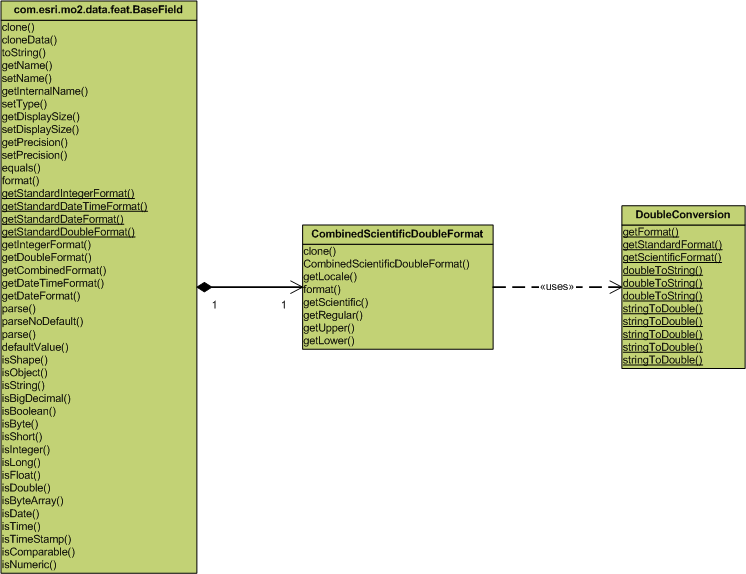 com.esri.mo2.data.feat.BaseField
clone()
cloneData()
toString()
getName()
setName()
getInternalName()
setType()
getDisplaySize()
setDisplaySize()
getPrecision()
setPrecision()
equals()
format()
getStandardIntegerFormat()
getStandardDateTimeFormat()
getStandardDateFormat()
getStandardDoubleFormat()
getIntegerFormat()
getDoubleFormat()
getCombinedFormat()
getDateTimeFormat()
getDateFormat()
parse()
parseNoDefault()
parse()
defaultValue()
isShape()
isObject()
isString()
isBigDecimal()
isBoolean()
isByte()
isShort()
isInteger()
isLong()
isFloat()
isDouble()
isByteArray()
isDate()
isTime()
isTimeStamp()
isComparable()
isNumeric()
1
1
CombinedScientificDoubleFormat
clone()
CombinedScientificDoubleFormat()
getLocale()
format()
getScientific()
getRegular()
getUpper()
getLower()
«uses»
DoubleConversion
getFormat()
getStandardFormat()
getScientificFormat()
doubleToString()
doubleToString()
doubleToString()
stringToDouble()
stringToDouble()
stringToDouble()
stringToDouble()
stringToDouble()